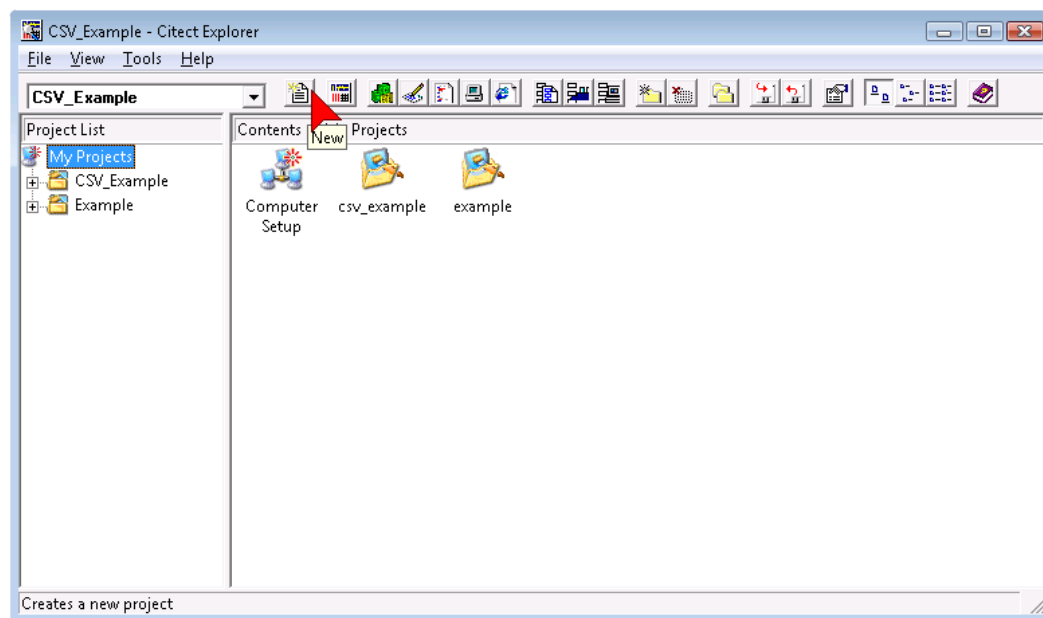 CSV_Example - Citect Explorer
File View Tools Help
CSV_Example
Project List
Contents Projects
New
My Projects
CSV_Example
Example
Computer Setup
csv_example
example
Creates a new project